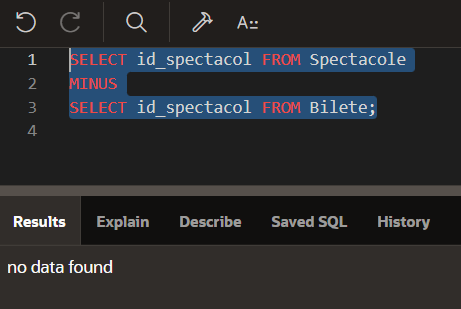 A::
1 SELECT id_spectacol FROM Spectacole
2 MINUS
3 SELECT id_spectacol FROM Bilete;
4
Results Explain Describe Saved SQL History
no data found